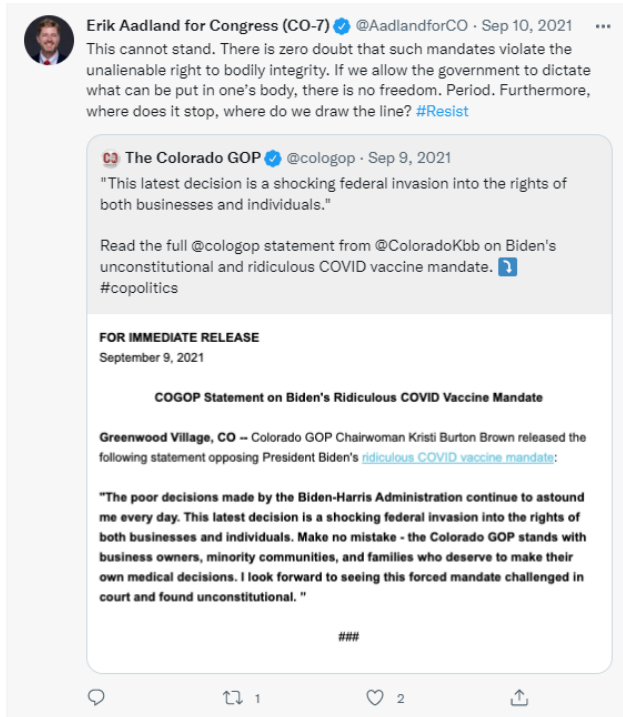 Erik Aadland for Congress (CO-7) @AadlandforCO · Sep 10, 2021 ···
This cannot stand. There is zero doubt that such mandates violate the
unalienable right to bodily integrity. If we allow the government to dictate
what can be put in one's body, there is no freedom. Period. Furthermore,
where does it stop, where do we draw the line? #Resist
The Colorado GOP @cologop · Sep 9, 2021
"This latest decision is a shocking federal invasion into the rights of
both businesses and individuals."
Read the full @cologop statement from @ColoradoKbb on Biden's
unconstitutional and ridiculous COVID vaccine mandate. ⤵️
#copolitics
FOR IMMEDIATE RELEASE
September 9, 2021
COGOP Statement on Biden's Ridiculous COVID Vaccine Mandate
Greenwood Village, CO -- Colorado GOP Chairwoman Kristi Burton Brown released the
following statement opposing President Biden's ridiculous COVID vaccine mandate:
"The poor decisions made by the Biden-Harris Administration continue to astound
me every day. This latest decision is a shocking federal invasion into the rights of
both businesses and individuals. Make no mistake - the Colorado GOP stands with
business owners, minority communities, and families who deserve to make their
own medical decisions. I look forward to seeing this forced mandate challenged in
court and found unconstitutional. "
###
1 2